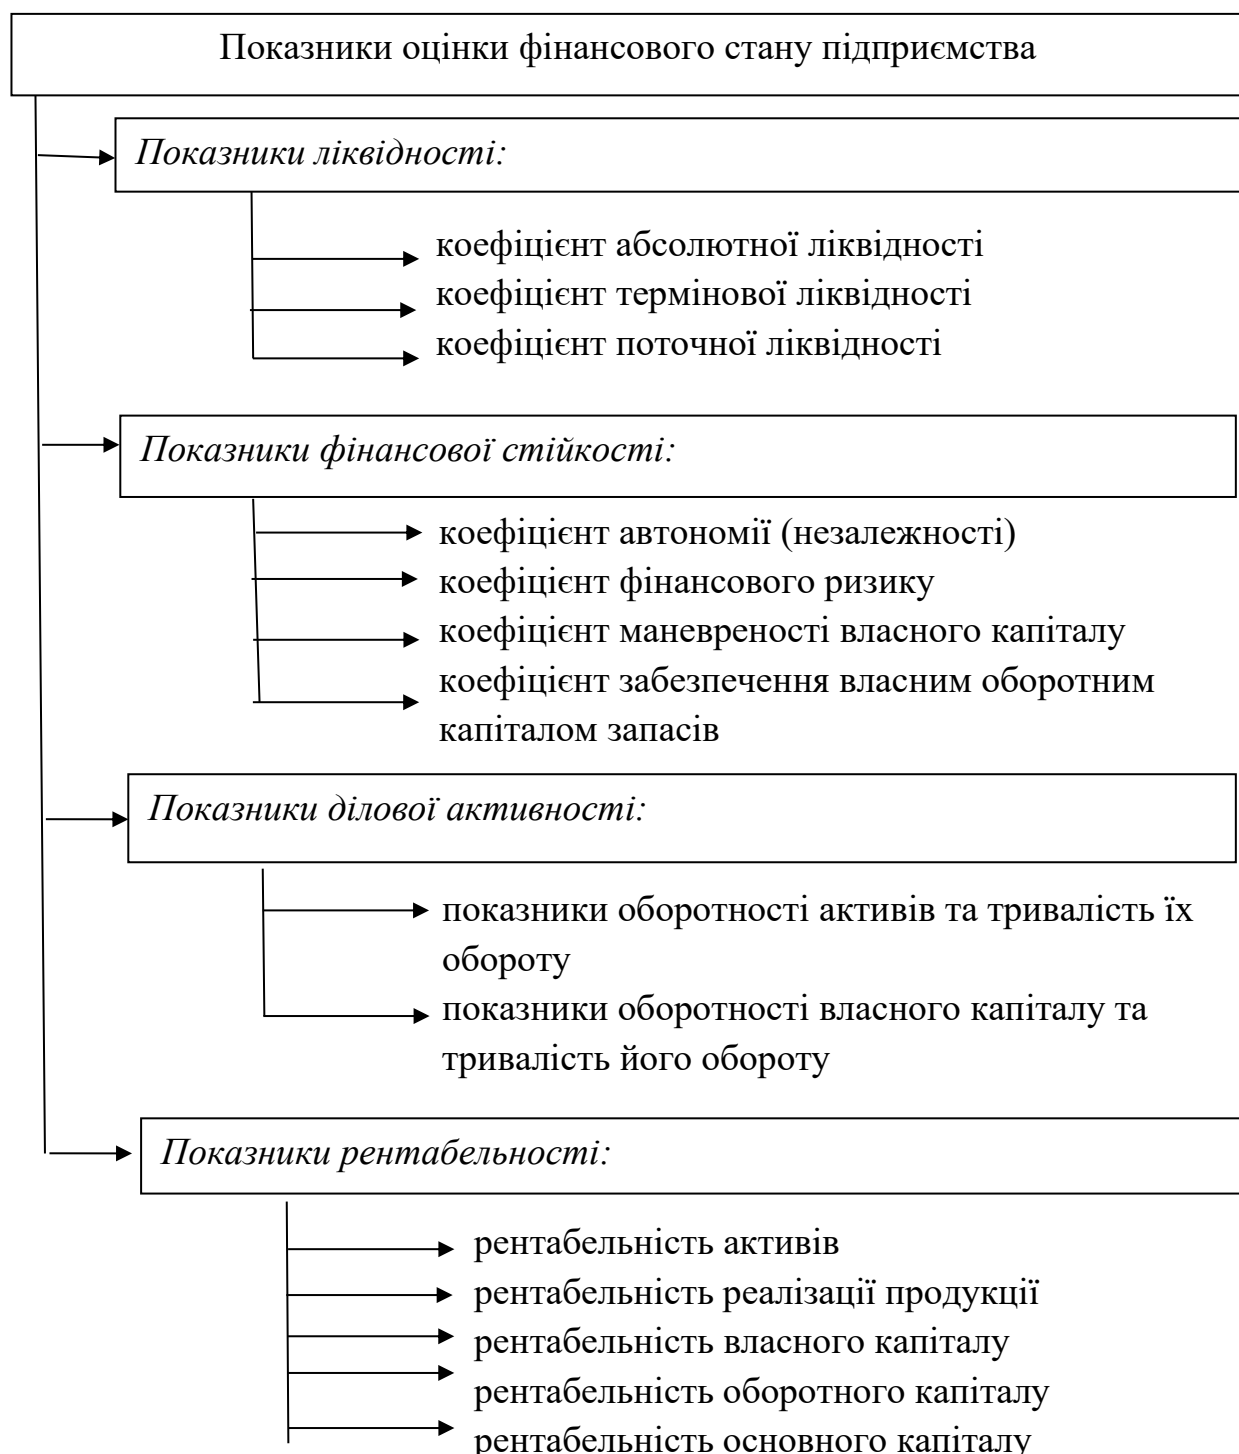 Показники оцінки фінансового стану підприємства
Показники ліквідності:
коефіцієнт абсолютної ліквідності
коефіцієнт термінової ліквідності
коефіцієнт поточної ліквідності
Показники фінансової стійкості:
коефіцієнт автономії (незалежності)
коефіцієнт фінансового ризику
коефіцієнт маневреності власного капіталу
коефіцієнт забезпечення власним оборотним
капіталом запасів
Показники ділової активності:
показники оборотності активів та тривалість їх
обороту
показники оборотності власного капіталу та
тривалість його обороту
Показники рентабельності:
рентабельність активів
рентабельність реалізації продукції
рентабельність власного капіталу
рентабельність оборотного капіталу
рентабельність основного капіталу